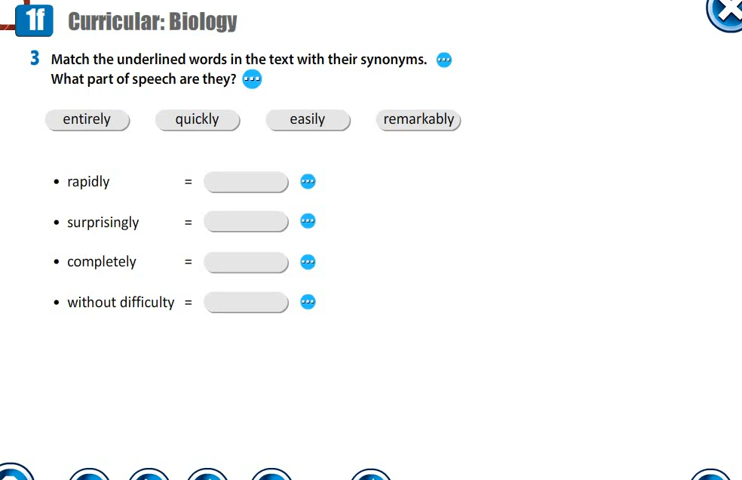 1f Curricular: Biology
3 Match the underlined words in the text with their synonyms.
What part of speech are they?
entirely quickly easily remarkably
• rapidly =
• surprisingly =
• completely =
• without difficulty =